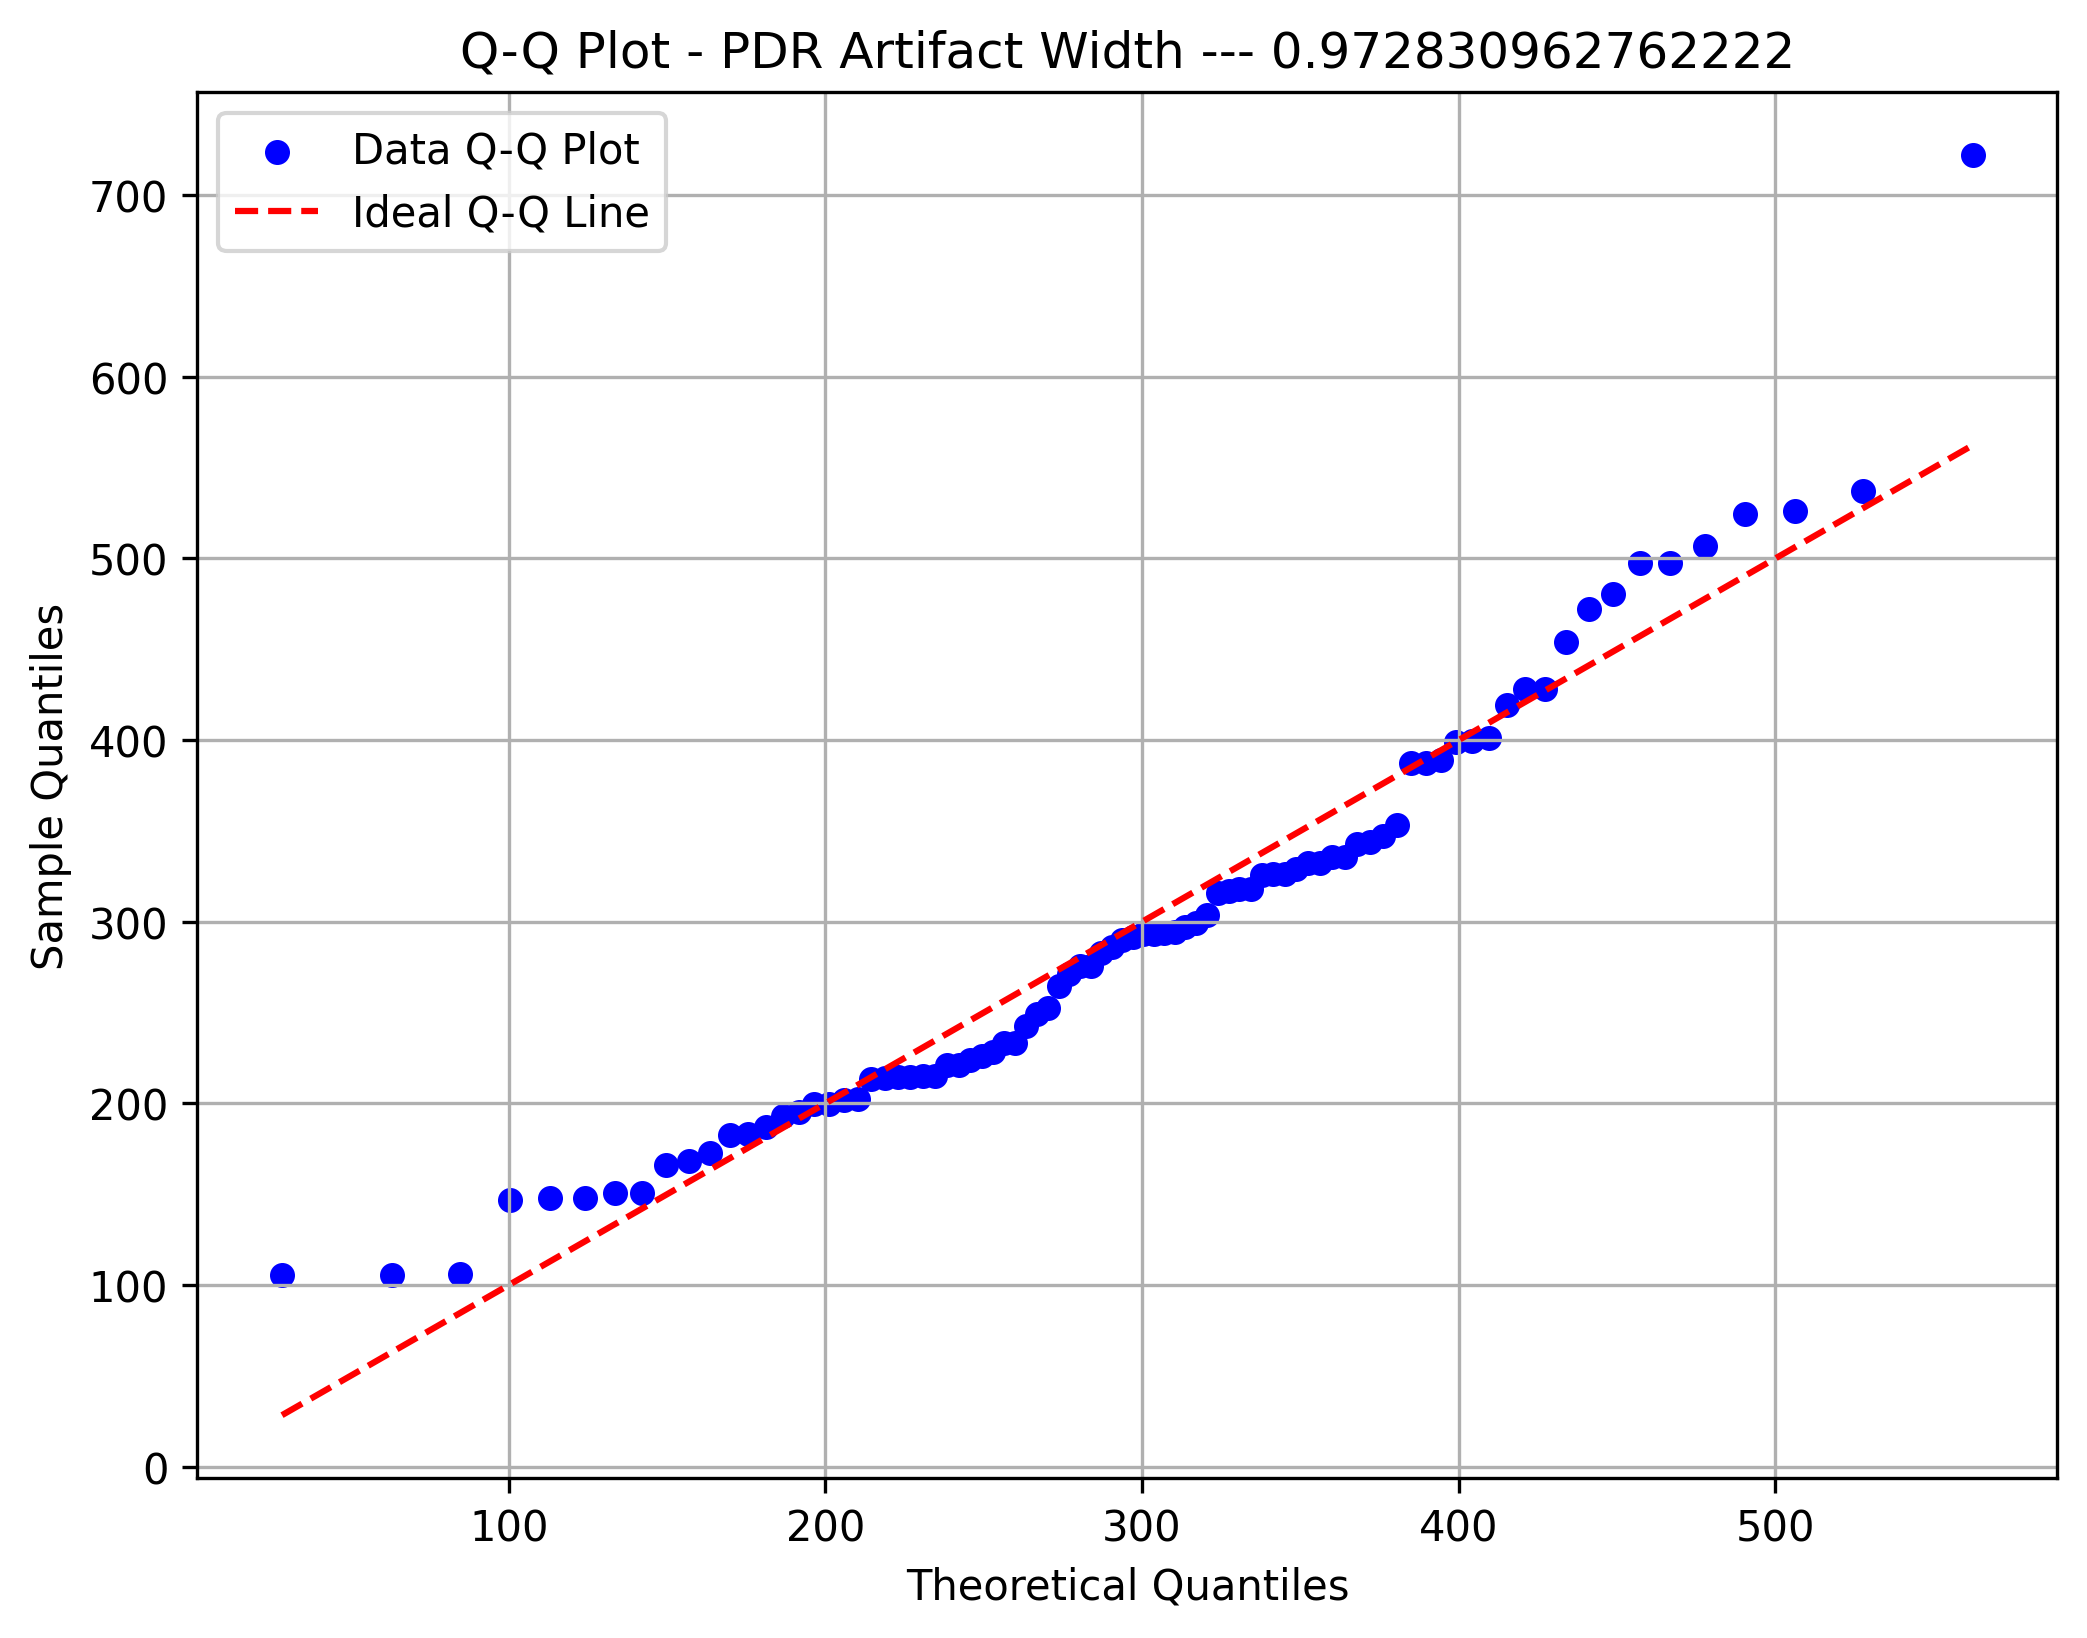 Q-Q Plot - PDR Artifact Width --- 0.972830962762222
Data Q-Q Plot
Ideal Q-Q Line
700
600
500
400
300
200
100
0
Sample Quantiles
100 200 300 400 500
Theoretical Quantiles